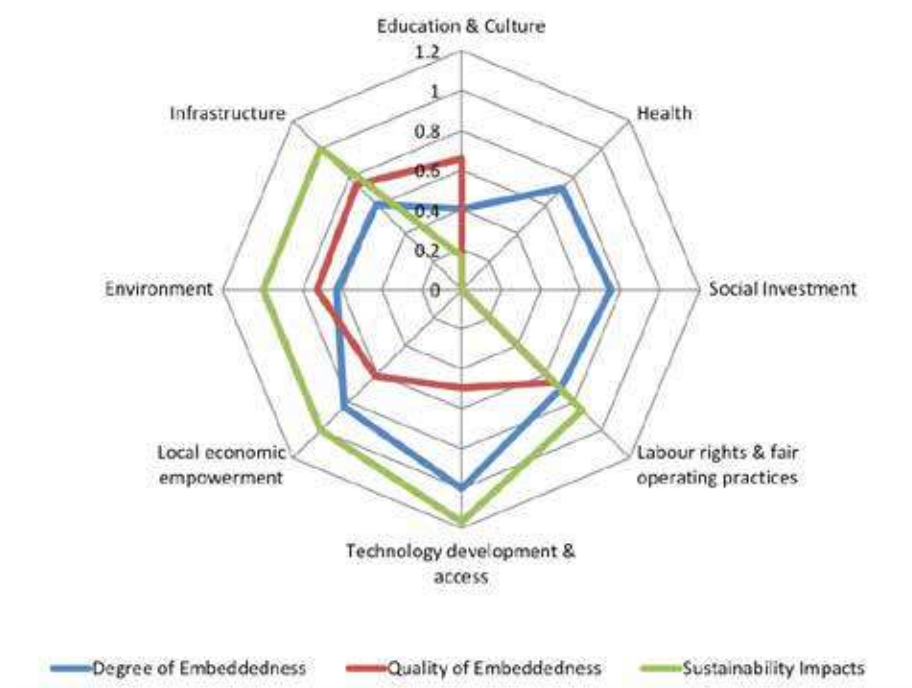 Education & Culture
1.2
1
0.8
0.6
0.4
0.2
0
Infrastructure
Health
Environment
Social Investment
Local economic
empowerment
Labour rights & fair
operating practices
Technology development &
access
Degree of Embeddedness
Quality of Embeddedness
Sustainability Impacts